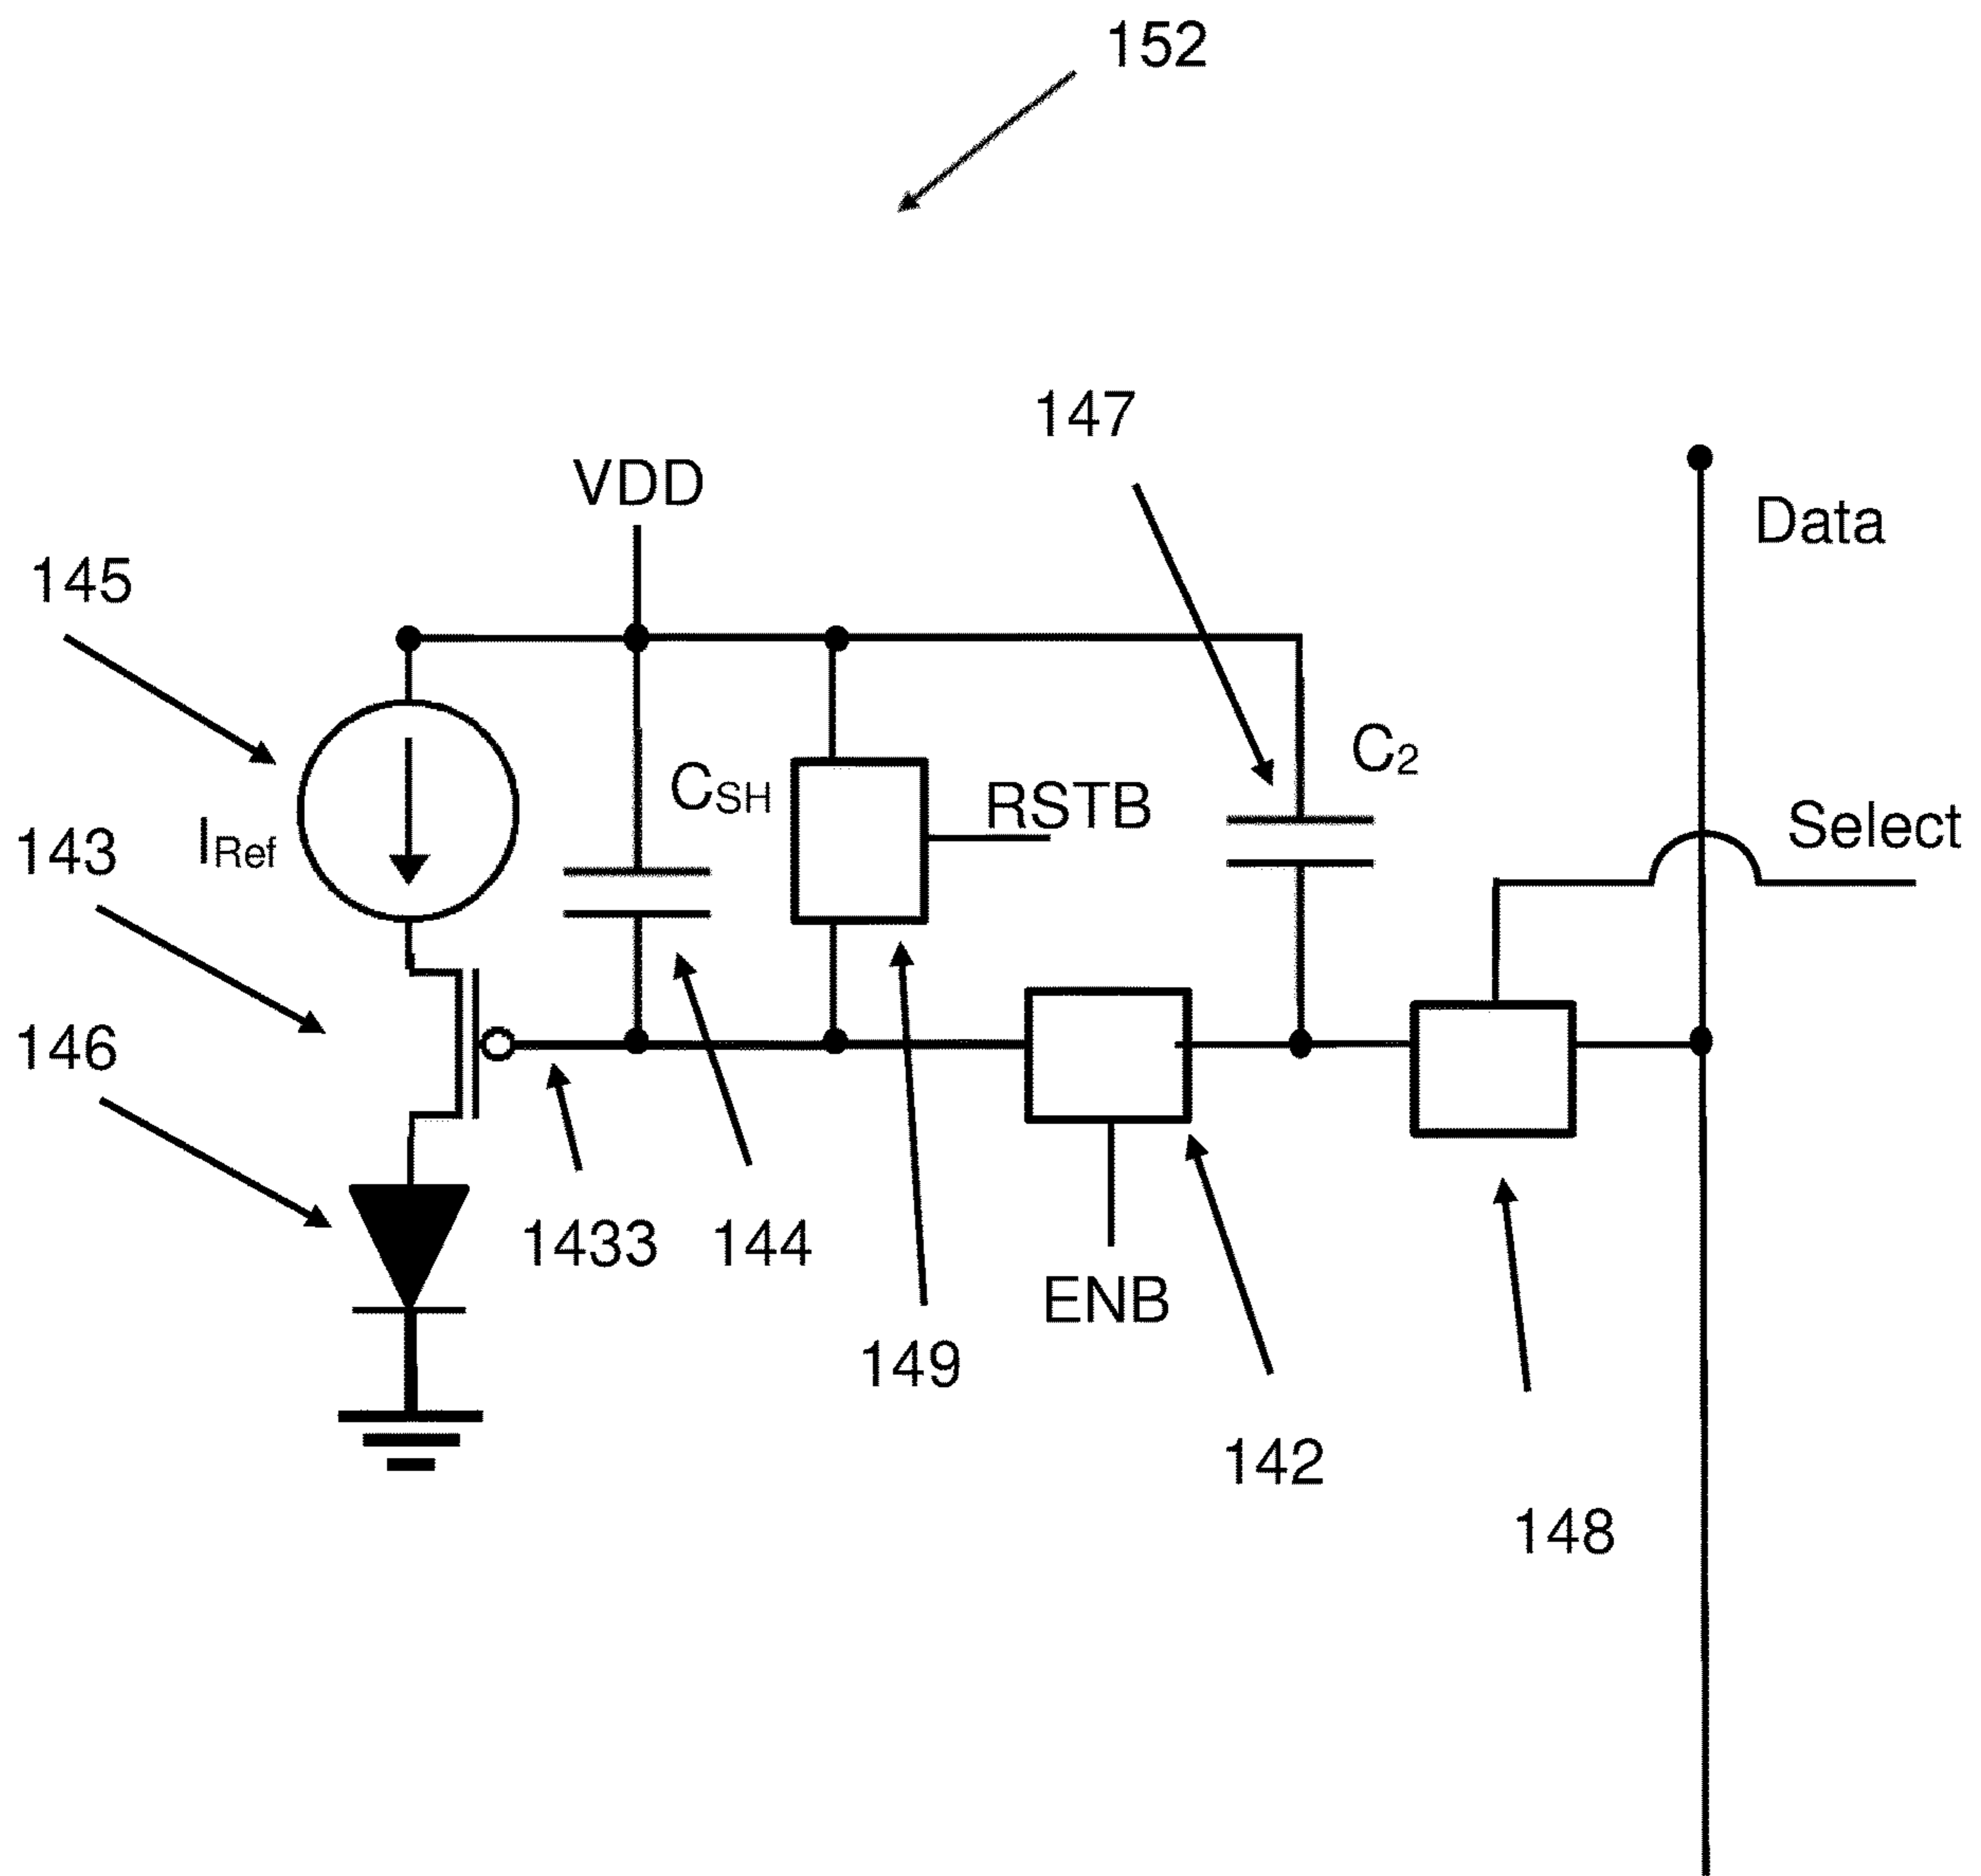 152
147
VDD
Data
145
C2
CSH
RSTB
Select
143
IRef
146
1433
144
ENB
149
142
148